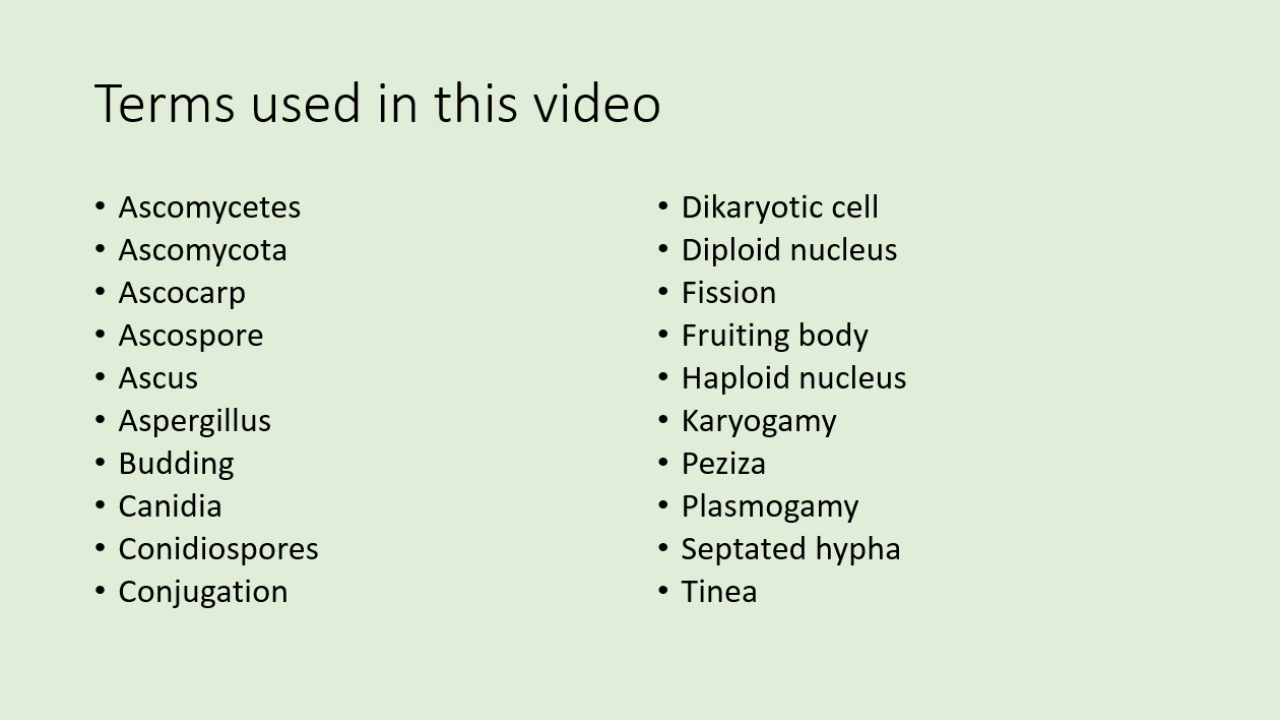 Terms used in this video
• Ascomycetes
• Ascomycota
• Ascocarp
• Ascospore
• Ascus
• Aspergillus
• Budding
• Canidia
• Conidiospores
• Conjugation
• Dikaryotic cell
• Diploid nucleus
• Fission
• Fruiting body
• Haploid nucleus
• Karyogamy
• Peziza
• Plasmogamy
• Septated hypha
• Tinea